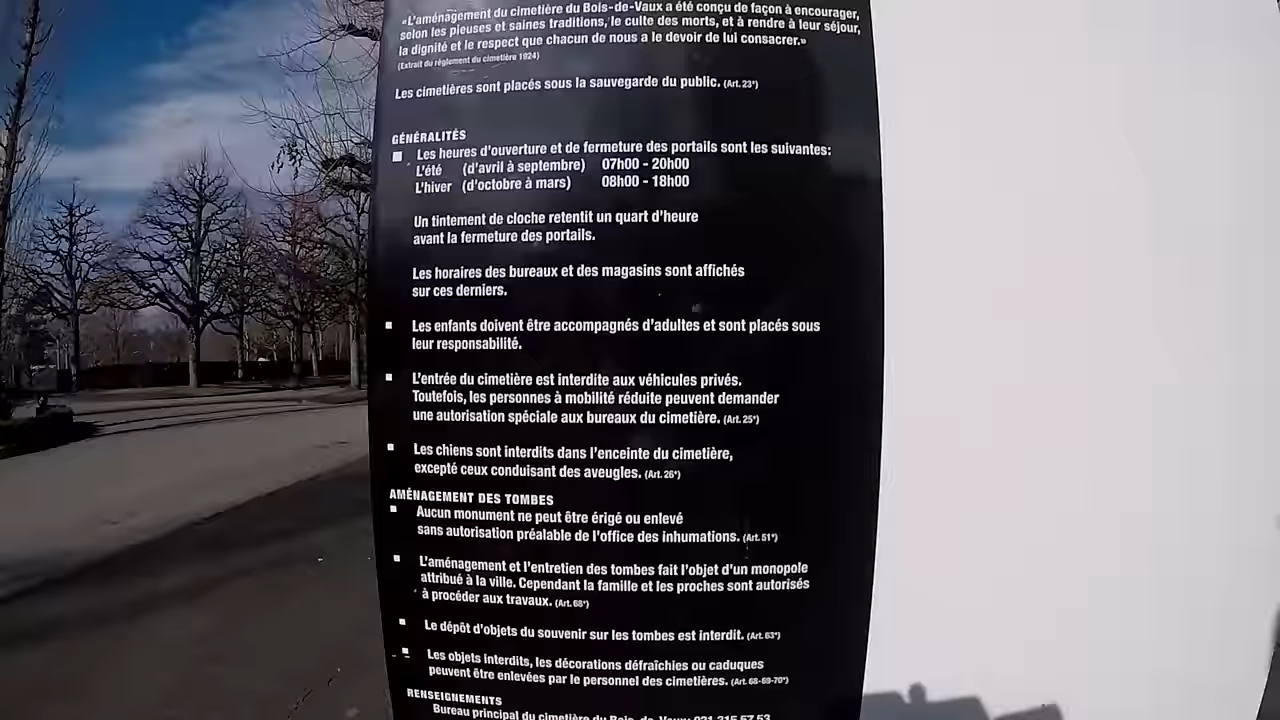 «L'aménagement du cimetière du Bois-de-Vaux a été conçu de façon à encourager,
selon les pieuses et saines traditions, le culte des morts, et à rendre à leur séjour,
la dignité et le respect que chacun de nous a le devoir de lui consacrer.»
(Extrait du règlement du cimetière 1924)
Les cimetières sont placés sous la sauvegarde du public. (Art. 23*)
GÉNÉRALITÉS
Les heures d'ouverture et de fermeture des portails sont les suivantes:
L'été (d'avril à septembre) 07h00 - 20h00
L'hiver (d'octobre à mars) 08h00 - 18h00
Un tintement de cloche retentit un quart d'heure
avant la fermeture des portails.
Les horaires des bureaux et des magasins sont affichés
sur ces derniers.
Les enfants doivent être accompagnés d'adultes et sont placés sous
leur responsabilité.
L'entrée du cimetière est interdite aux véhicules privés.
Toutefois, les personnes à mobilité réduite peuvent demander
une autorisation spéciale aux bureaux du cimetière. (Art. 25*)
Les chiens sont interdits dans l'enceinte du cimetière,
excepté ceux conduisant des aveugles. (Art. 26*)
AMÉNAGEMENT DES TOMBES
Aucun monument ne peut être érigé ou enlevé
sans autorisation préalable de l'office des inhumations. (Art. 51*)
L'aménagement et l'entretien des tombes fait l'objet d'un monopole
attribué à la ville. Cependant la famille et les proches sont autorisés
à procéder aux travaux. (Art. 68*)
Le dépôt d'objets du souvenir sur les tombes est interdit. (Art. 63*)
Les objets interdits, les décorations défraîchies ou caduques
peuvent être enlevées par le personnel des cimetières. (Art. 68-69-70*)
RENSEIGNEMENTS
Bureau principal du cimetière du Bois-de-Vaux: 021 315 57 53